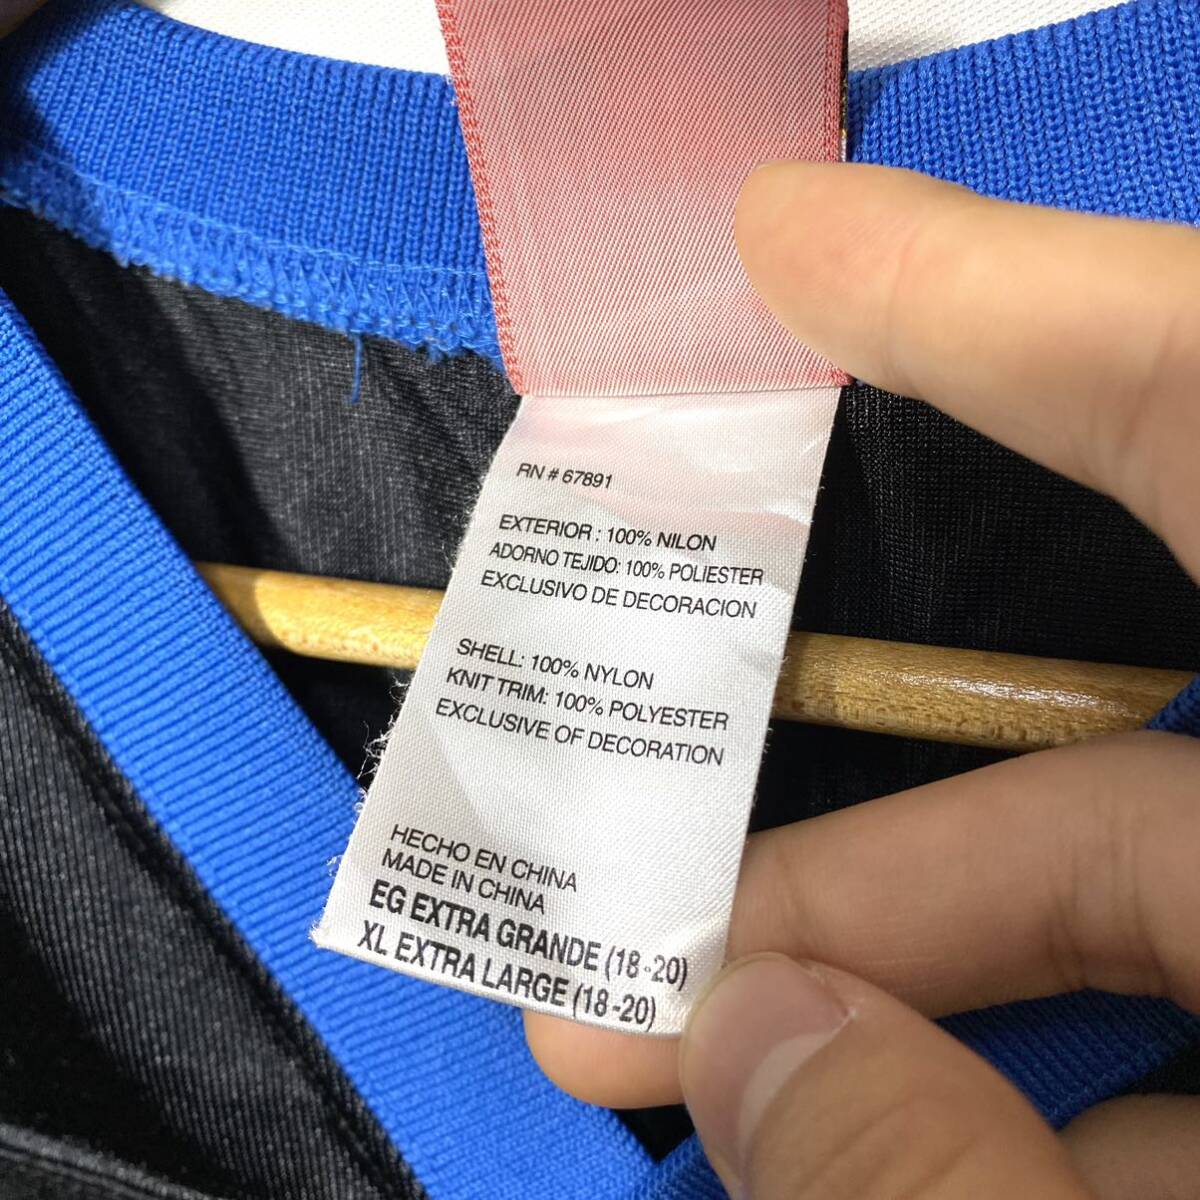 RN # 67891
EXTERIOR : 100% NILON
ADORNO TEJIDO: 100% POLIESTER
EXCLUSIVO DE DECORACION
SHELL: 100% NYLON
KNIT TRIM: 100% POLYESTER
EXCLUSIVE OF DECORATION
HECHO EN CHINA
MADE IN CHINA
EG EXTRA GRANDE (18-20)
XL EXTRA LARGE (18-20)